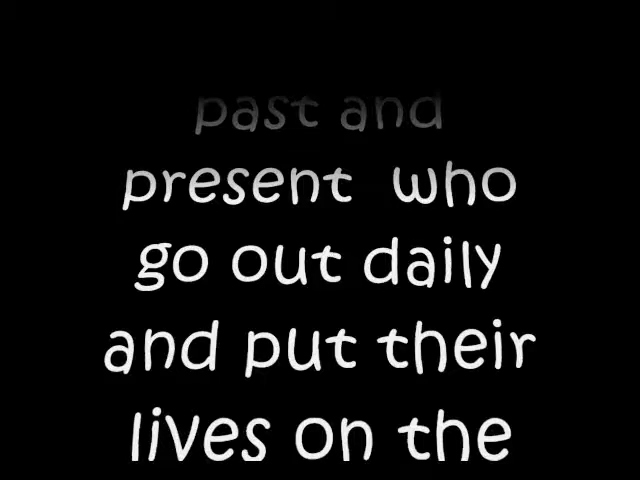 past and
present who
go out daily
and put their
lives on the